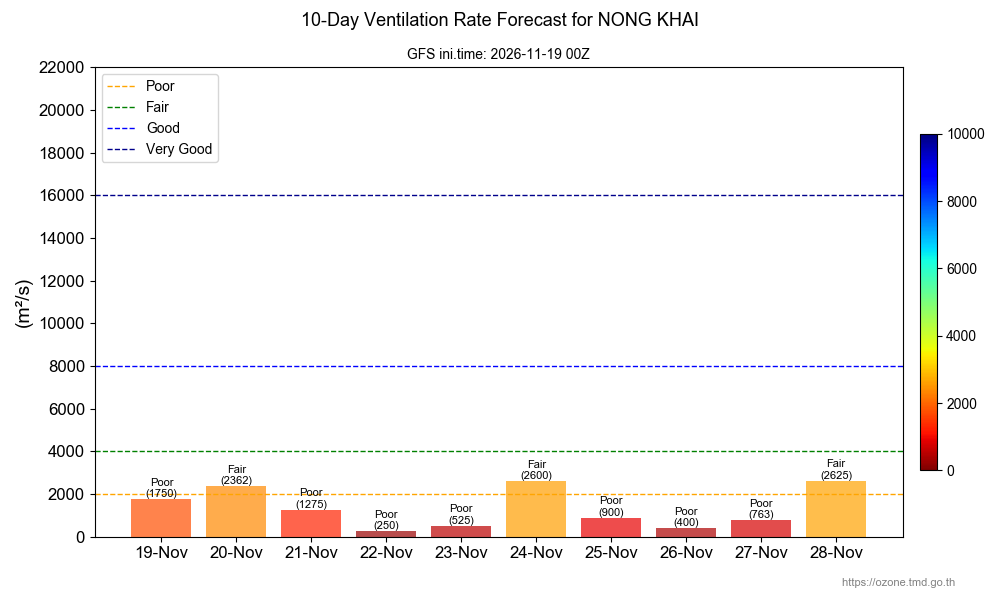 10-Day Ventilation Rate Forecast for NONG KHAI
GFS ini.time: 2026-11-19 00Z
22000
20000
18000
16000
14000
12000
10000
8000
6000
4000
2000
0
(m²/s)
Poor
Fair
Good
Very Good
Poor
(1750)
Fair
(2362)
Poor
(1275)
Poor
(250)
Poor
(525)
Fair
(2600)
Poor
(900)
Poor
(400)
Poor
(763)
Fair
(2625)
19-Nov 20-Nov 21-Nov 22-Nov 23-Nov 24-Nov 25-Nov 26-Nov 27-Nov 28-Nov
10000
8000
6000
4000
2000
0
https://ozone.tmd.go.th